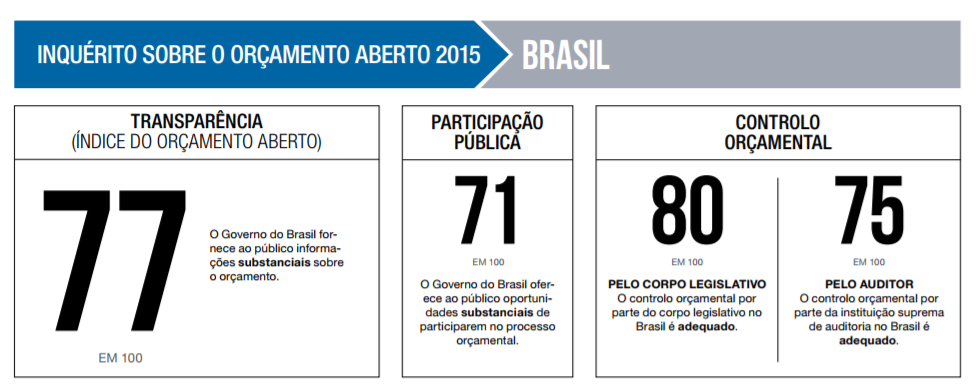 INQUÉRITO SOBRE O ORÇAMENTO ABERTO 2015
BRASIL
TRANSPARÊNCIA
(ÍNDICE DO ORÇAMENTO ABERTO)
77
O Governo do Brasil for-
nece ao público informa-
ções substanciais sobre
o orçamento.
EM 100
PARTICIPAÇÃO
PÚBLICA
71
EM 100
O Governo do Brasil ofer-
ece ao público oportuni-
dades substanciais de
participarem no processo
orçamental.
CONTROLO
ORÇAMENTAL
80
EM 100
PELO CORPO LEGISLATIVO
O controlo orçamental por
parte do corpo legislativo no
Brasil é adequado.
75
EM 100
PELO AUDITOR
O controlo orçamental por
parte da instituição suprema
de auditoria no Brasil é
adequado.